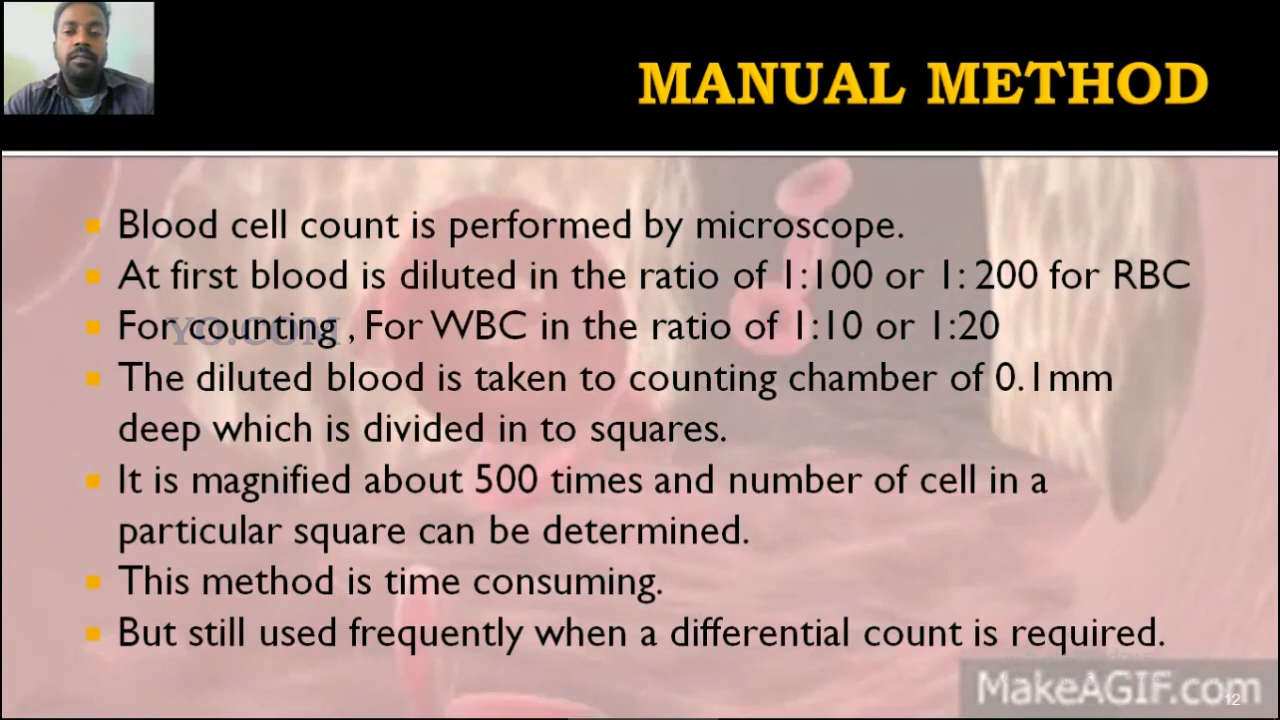 MANUAL METHOD
Blood cell count is performed by microscope.
At first blood is diluted in the ratio of 1:100 or 1: 200 for RBC
For counting , For WBC in the ratio of 1:10 or 1:20
The diluted blood is taken to counting chamber of 0.1mm
deep which is divided in to squares.
It is magnified about 500 times and number of cell in a
particular square can be determined.
This method is time consuming.
But still used frequently when a differential count is required.
MakeAGIF.com
12